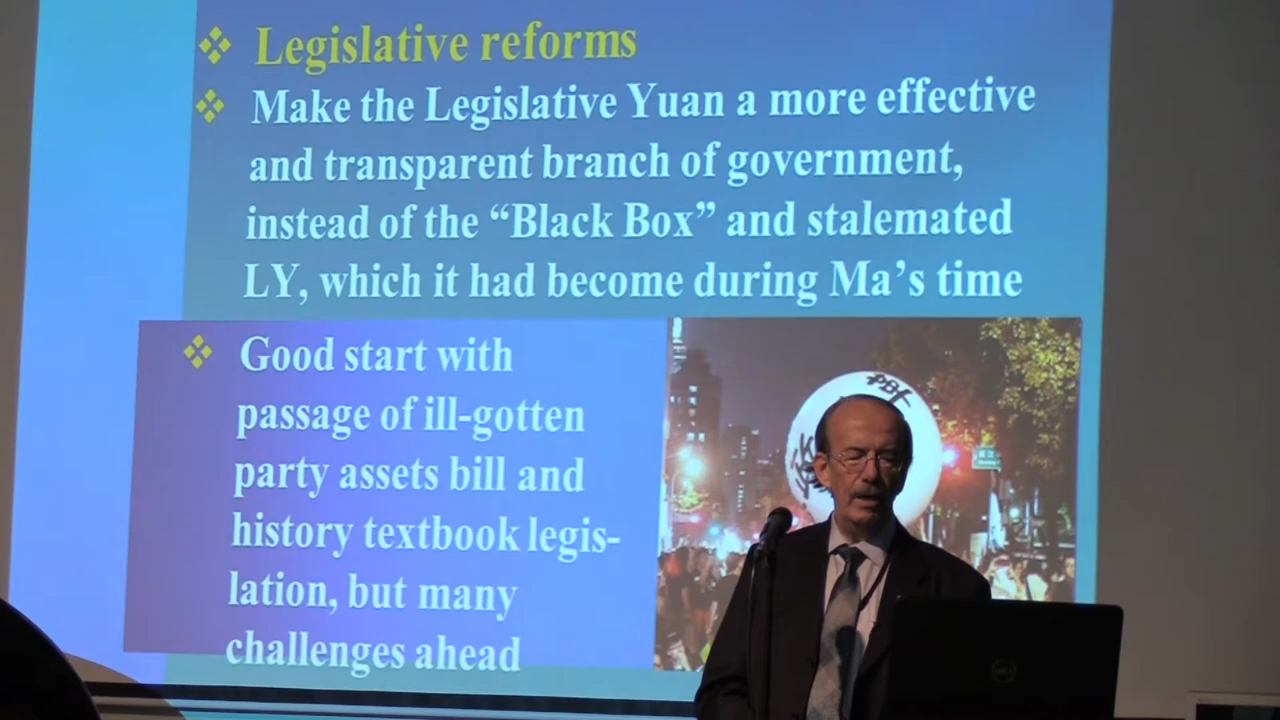 Legislative reforms
Make the Legislative Yuan a more effective
and transparent branch of government,
instead of the “Black Box” and stalemated
LY, which it had become during Ma’s time
Good start with
passage of ill-gotten
party assets bill and
history textbook legis-
lation, but many
challenges ahead
DELL